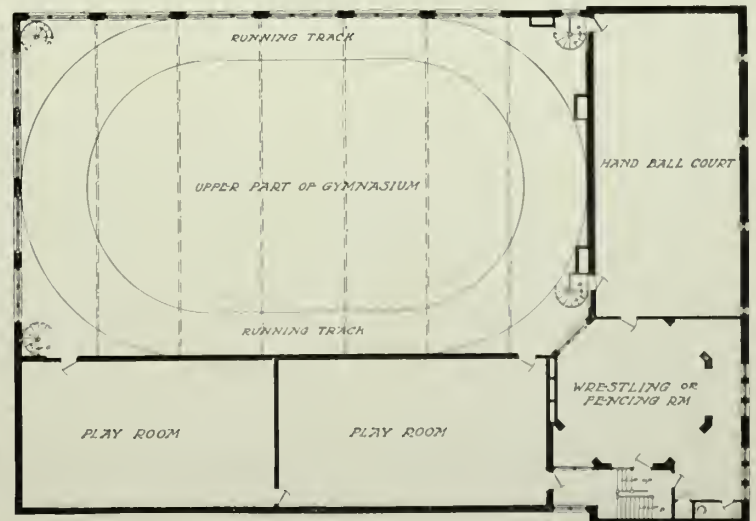 RUNNING TRACK
UPPER PART OF GYMNASIUM
HAND BALL COURT
RUNNING TRACK
WRESTLING OR
FENCING RM
PLAY ROOM
PLAY ROOM